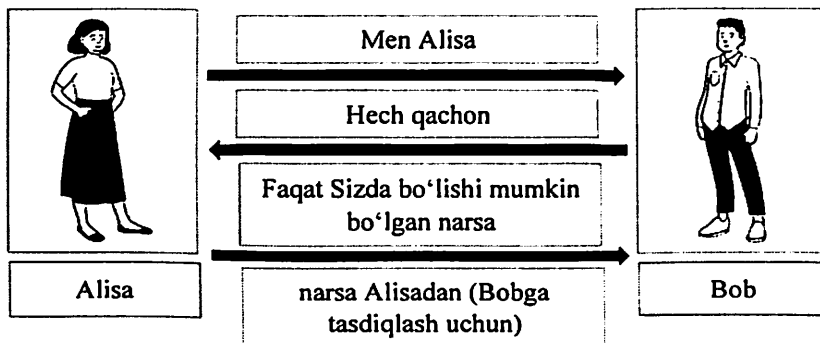 Men Alisa
Hech qachon
Faqat Sizda bo‘lishi mumkin
bo‘lgan narsa
Alisa
narsa Alisadan (Bobga
tasdiqlash uchun)
Bob